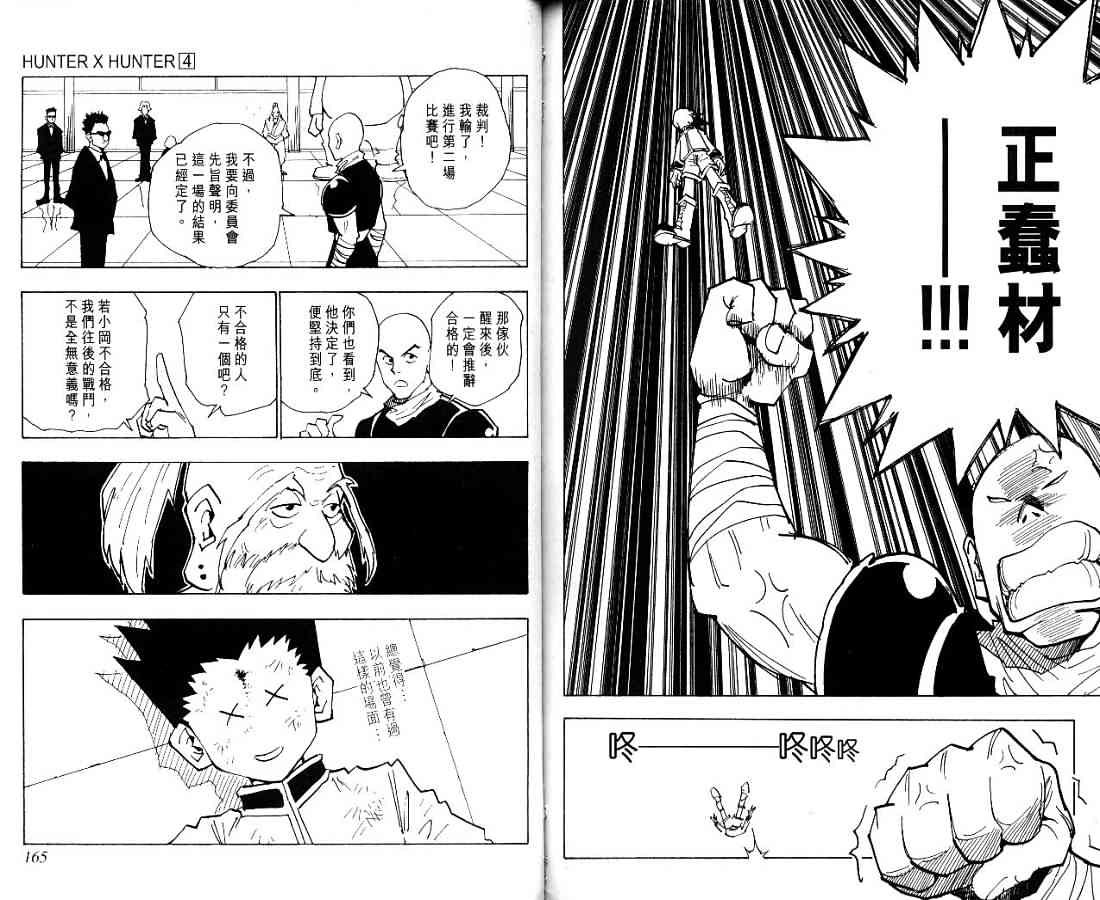 正蠢材
——!!!
咚——咚咚咚
HUNTER X HUNTER 4
裁判！
我輸了，
進行第二場
比賽吧！
不過，
我要向委員會
先旨聲明，
這一場的結果
已經定了。
那傢伙
醒來後，
一定會推辭
合格的！
你們也看到，
他決定了，
便堅持到底。
不合格的人
只有一個吧？
若小岡不合格，
我們往後的戰鬥，
不是全無意義嗎？
總覺得…
以前也曾有過
這樣的場面…
165